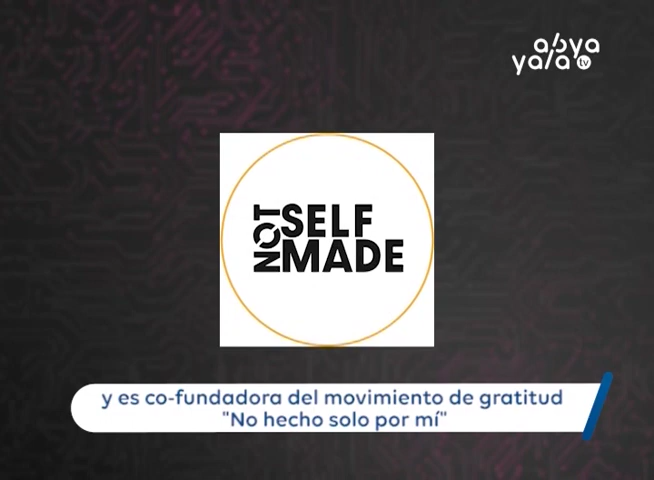 abya
yala tv
NOT SELF
MADE
y es co-fundadora del movimiento de gratitud
"No hecho solo por mí"